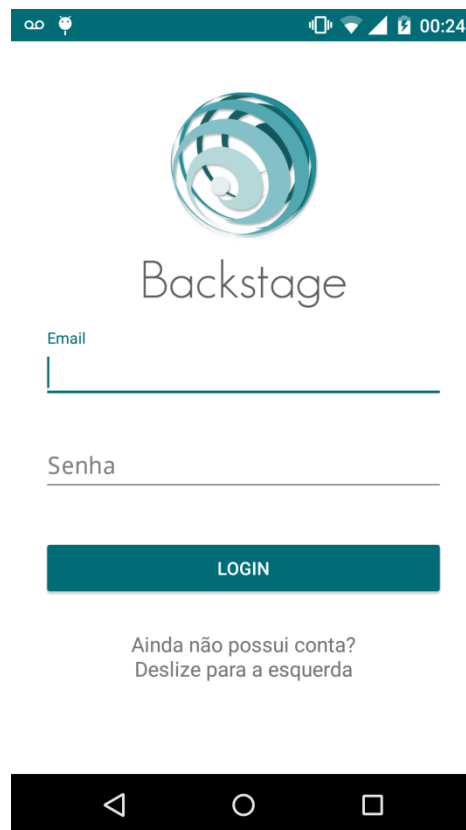 00:24
Backstage
Email
Senha
LOGIN
Ainda não possui conta?
Deslize para a esquerda